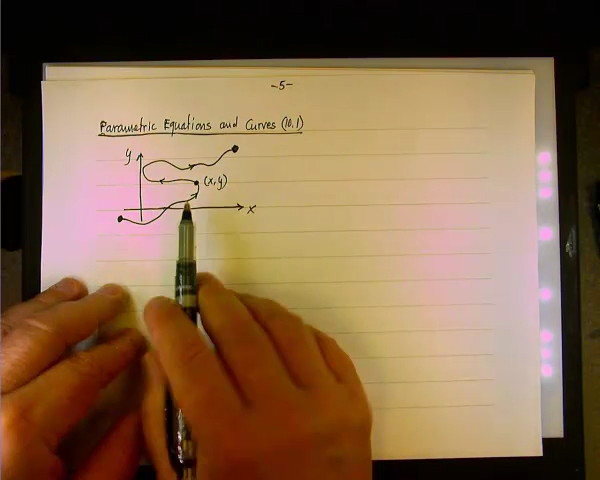 -5-
Parametric Equations and Curves (10.1)
y
(x, y)
x